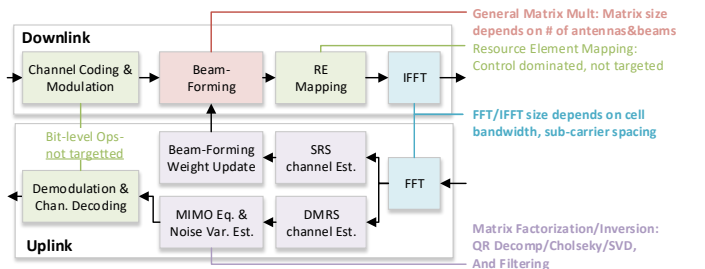 General Matrix Mult: Matrix size
depends on # of antennas&beams
Downlink
Resource Element Mapping:
Control dominated, not targeted
Channel Coding &
Modulation
Beam-
Forming
RE
Mapping
IFFT
FFT/IFFT size depends on cell
bandwidth, sub-carrier spacing
Bit-level Ops-
not targetted
Beam-Forming
Weight Update
SRS
channel Est.
FFT
Demodulation &
Chan. Decoding
MIMO Eq. &
Noise Var. Est.
DMRS
channel Est.
Uplink
Matrix Factorization/Inversion:
QR Decomp/Cholseky/SVD,
And Filtering